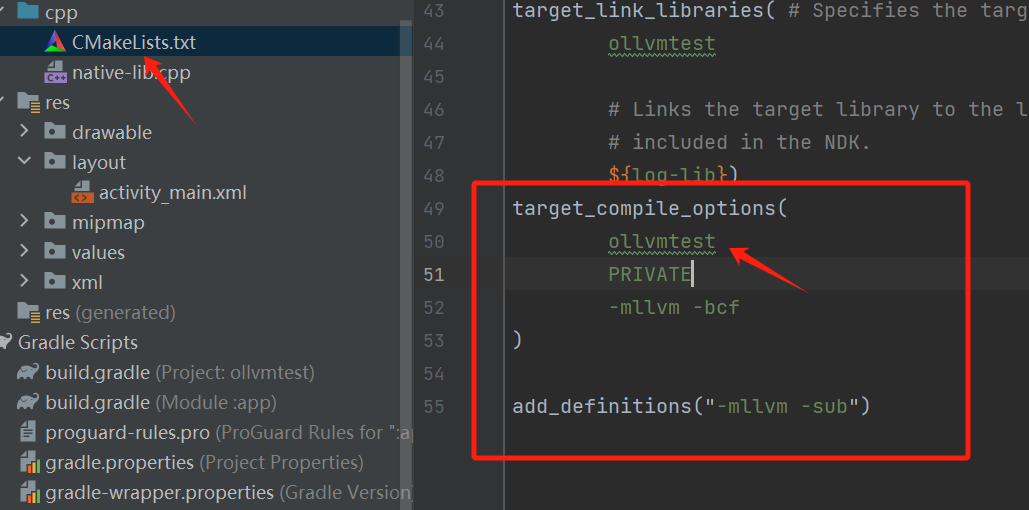 cpp
CMakeLists.txt
native-lib.cpp
res
drawable
layout
activity_main.xml
mipmap
values
xml
res (generated)
Gradle Scripts
build.gradle (Project: ollvmtest)
build.gradle (Module :app)
proguard-rules.pro (ProGuard Rules for ":ap
gradle.properties (Project Properties)
gradle-wrapper.properties (Gradle Version)
43 target_link_libraries( # Specifies the targ
44 ollvmtest
45
46 # Links the target library to the l
47 # included in the NDK.
48 ${log-lib})
49 target_compile_options(
50 ollvmtest
51 PRIVATE
52 -mllvm -bcf
53 )
54
55 add_definitions("-mllvm -sub")